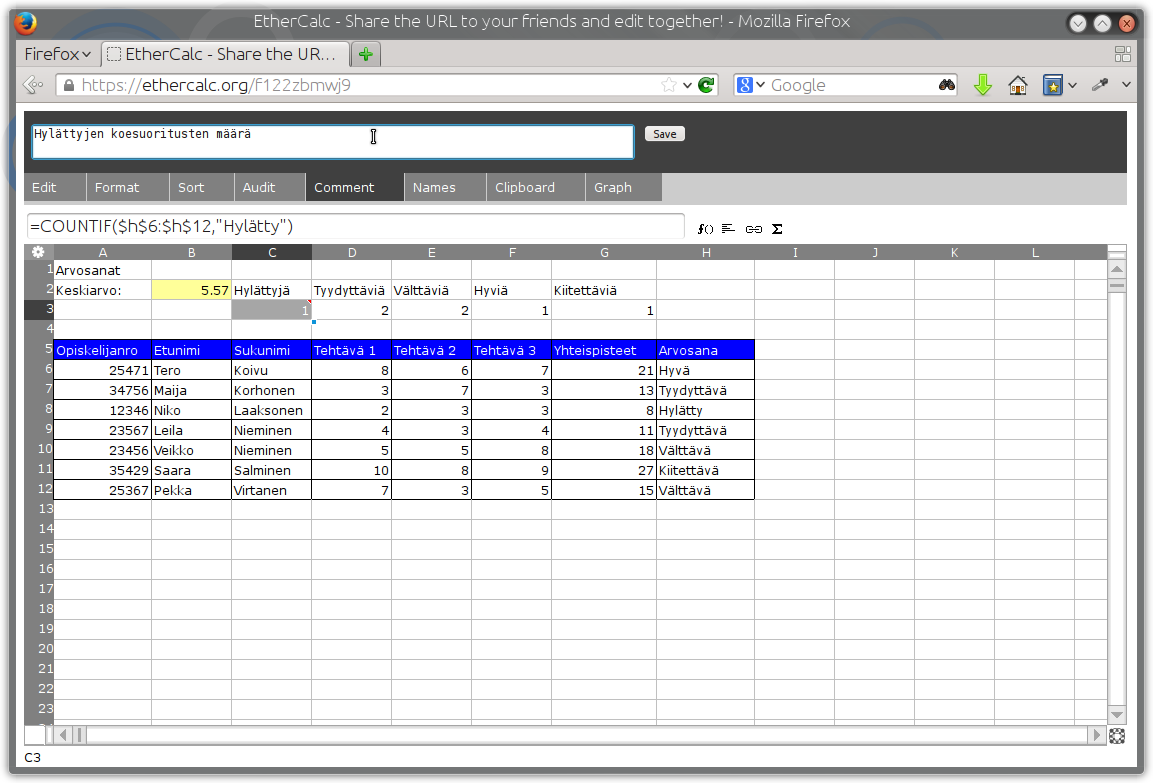 EtherCalc - Share the URL to your friends and edit together! - Mozilla Firefox
Firefox EtherCalc - Share the UR...
https://ethercalc.org/f122zbmwj9 Google
Hylättyjen koesuoritusten määrä
Save
Edit Format Sort Audit Comment Names Clipboard Graph
=COUNTIF($h$6:$h$12,"Hylätty")
f() Σ
A B C D E F G H I J K L
1 Arvosanat
2 Keskiarvo: 5.57 Hylättyjä Tyydyttäviä Välttäviä Hyviä Kiitettäviä
3 1 2 2 1 1
4
5 Opiskelijanro Etunimi Sukunimi Tehtävä 1 Tehtävä 2 Tehtävä 3 Yhteispisteet Arvosana
6 25471 Tero Koivu 8 6 7 21 Hyvä
7 34756 Maija Korhonen 3 7 3 13 Tyydyttävä
8 12346 Niko Laaksonen 2 3 3 8 Hylätty
9 23567 Leila Nieminen 4 3 4 11 Tyydyttävä
10 23456 Veikko Nieminen 5 5 8 18 Välttävä
11 35429 Saara Salminen 10 8 9 27 Kiitettävä
12 25367 Pekka Virtanen 7 3 5 15 Välttävä
13
14
15
16
17
18
19
20
21
22
23
C3